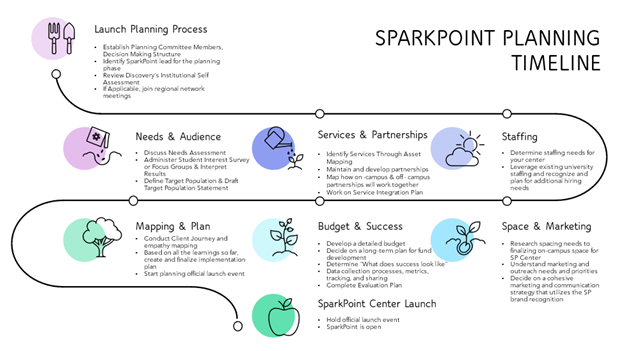 SPARKPOINT PLANNING
TIMELINE
Launch Planning Process
• Establish Planning Committee Members,
Decision Making Structure
• Identify SparkPoint lead for the planning
phase
• Review Discovery's Institutional Self
Assessment
• If Applicable, join regional network
meetings
Needs & Audience
• Discuss Needs Assessment
• Administer Student Interest Survey
or Focus Groups & Interpret
Results
• Define Target Population & Draft
Target Population Statement
Services & Partnerships
• Identify Services Through Asset
Mapping
• Maintain and develop partnerships
• Map how on -campus & off - campus
partnerships will work together
• Work on Service Integration Plan
Staffing
• Determine staffing needs for
your center
• Leverage existing university
staffing and recognize and
plan for additional hiring
needs
Mapping & Plan
• Conduct Client Journey and
empathy mapping
• Based on all the learnings so far,
create and finalize implementation
plan
• Start planning official launch event
Budget & Success
• Develop a detailed budget
• Decide on a long-term plan for fund
development
• Determine "What does success look like"
• Data collection processes, metrics,
tracking, and sharing
• Complete Evaluation Plan
Space & Marketing
• Research spacing needs to
finalizing on-campus space for
SP Center
• Understand marketing and
outreach needs and priorities
• Decide on a cohesive
marketing and communication
strategy that utilizes the SP
brand recognition
SparkPoint Center Launch
• Hold official launch event
• SparkPoint is open